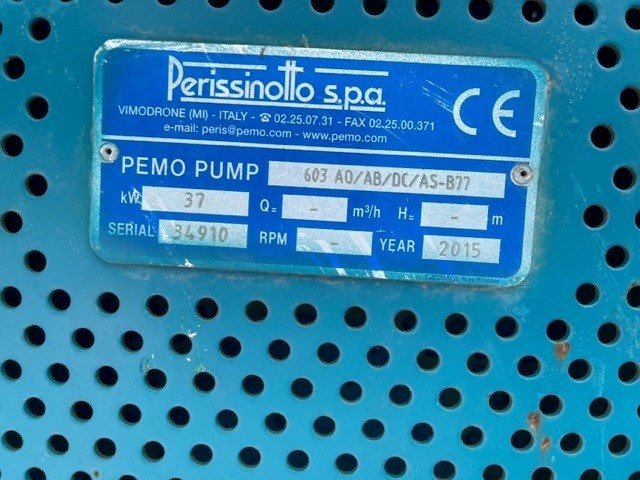 Perissinotto s.p.a.
VIMODRONE (MI) - ITALY - ☎ 02.25.07.31 - FAX 02.25.00.371
e-mail: peris@pemo.com - www.pemo.com
CE
PEMO PUMP 603 AO/AB/DC/AS-B77
kW 37 Q= - m³/h H= - m
SERIAL 34910 RPM - YEAR 2015